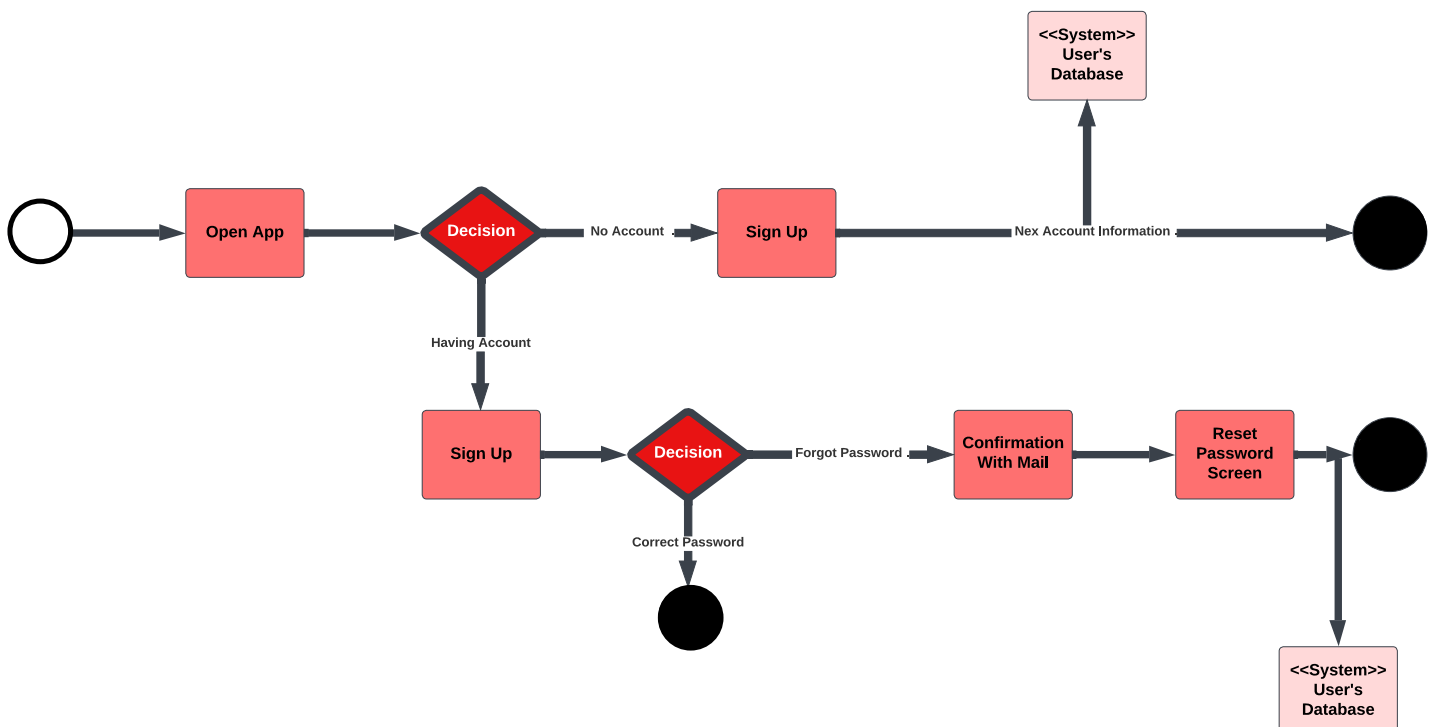 <<System>>
User's
Database
Open App
Decision
No Account
Sign Up
Nex Account Information
Having Account
Sign Up
Decision
Forgot Password
Confirmation
With Mail
Reset
Password
Screen
Correct Password
<<System>>
User's
Database